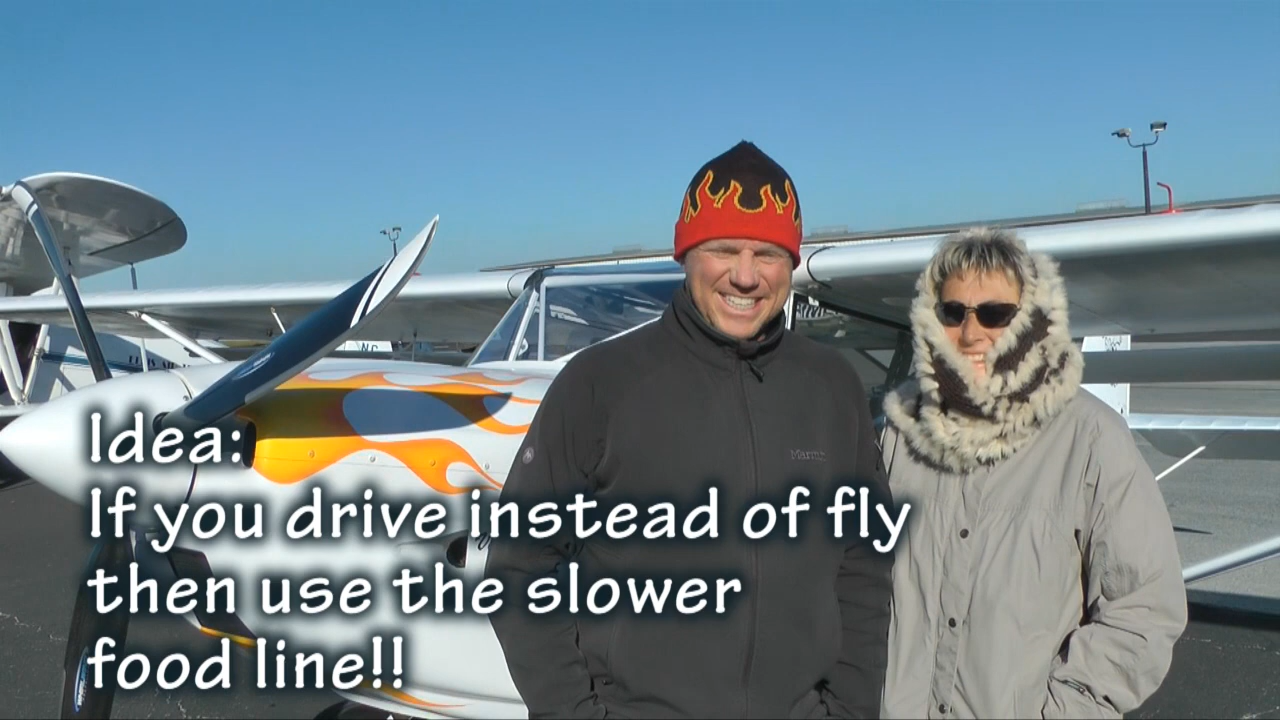 Idea:
If you drive instead of fly
then use the slower
food line!!